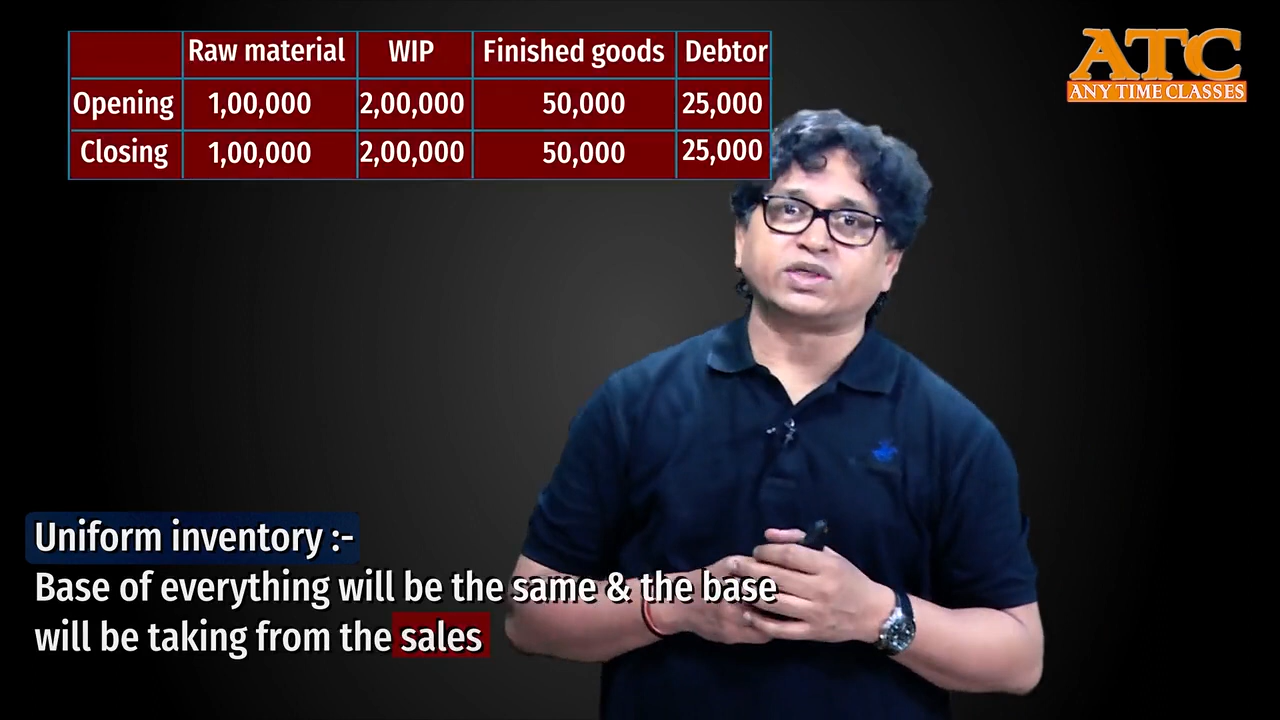 Raw material WIP Finished goods Debtor
Opening 1,00,000 2,00,000 50,000 25,000
Closing 1,00,000 2,00,000 50,000 25,000
ATC
ANY TIME CLASSES
Uniform inventory :-
Base of everything will be the same & the base
will be taking from the sales